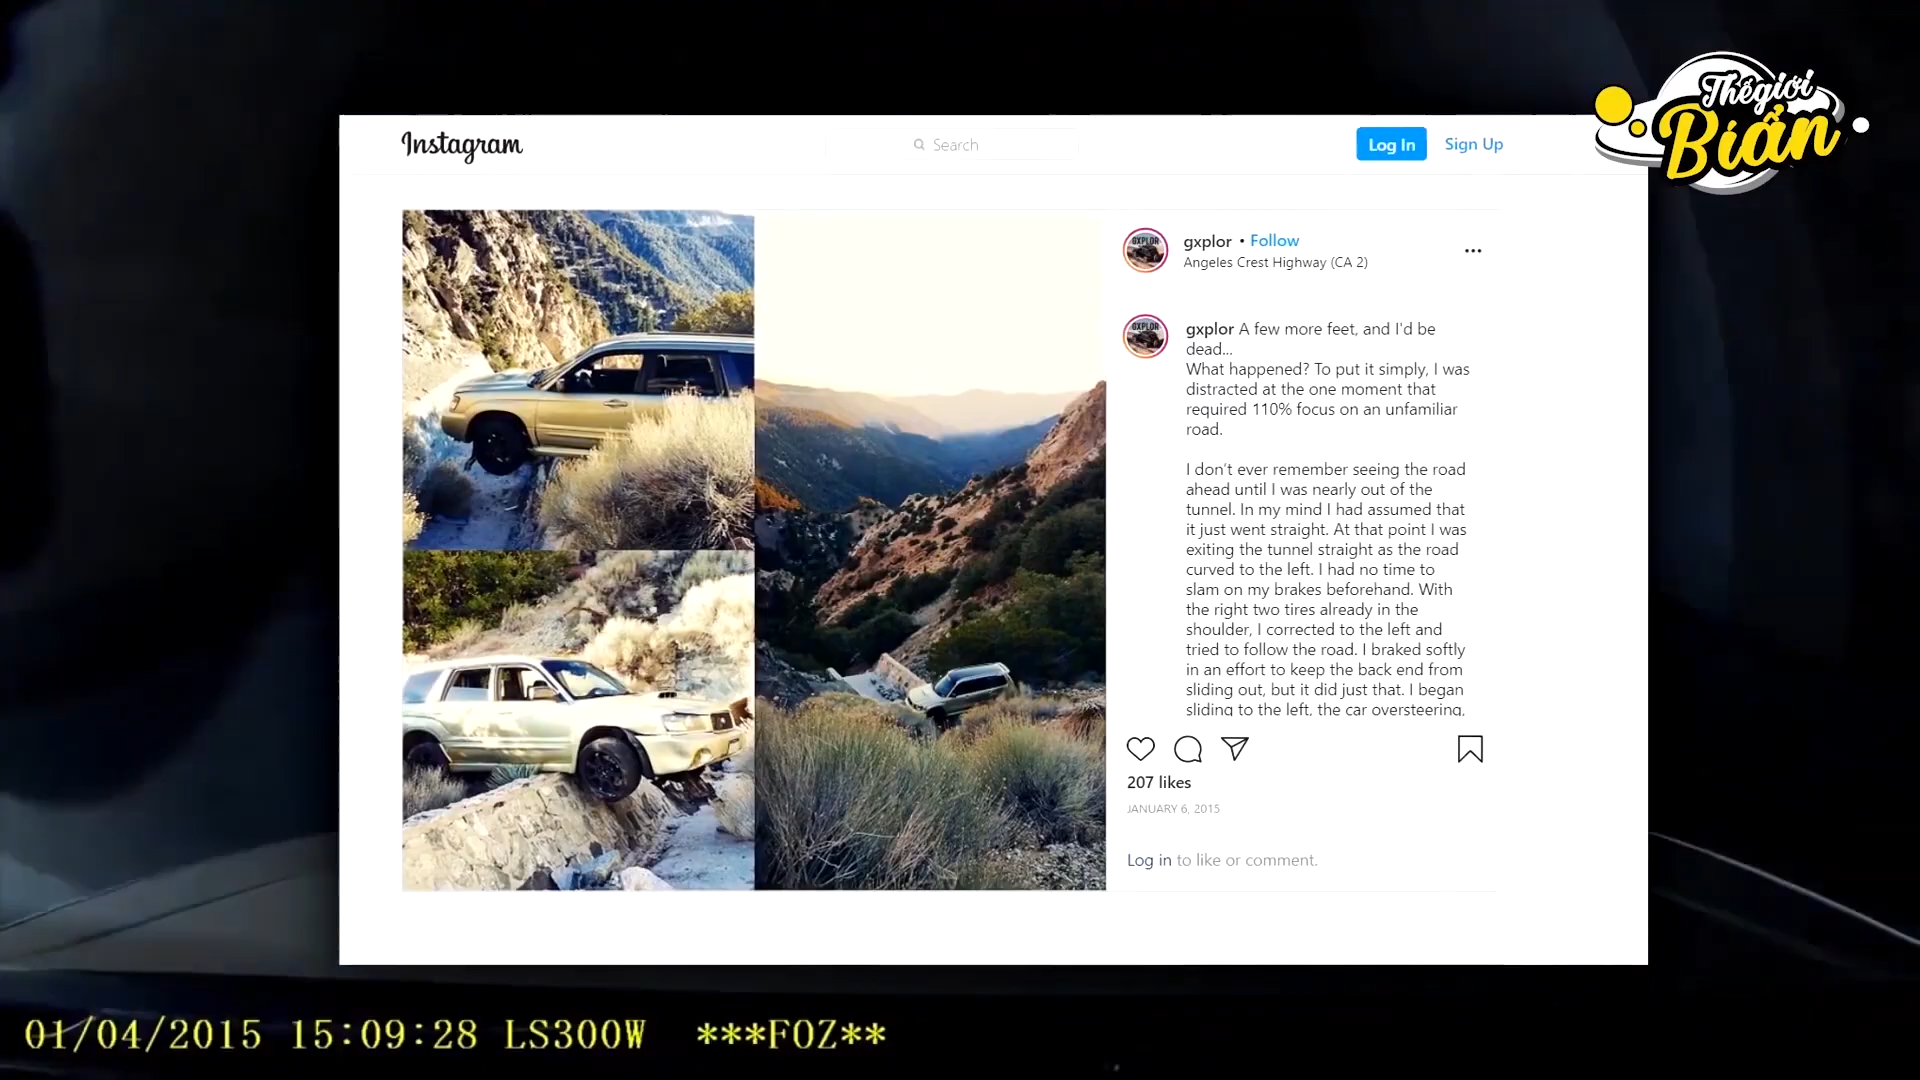 Thế giới
Bí ẩn
Instagram
Search
Log In
Sign Up
gxplor • Follow
Angeles Crest Highway (CA 2)
gxplor A few more feet, and I'd be
dead...
What happened? To put it simply, I was
distracted at the one moment that
required 110% focus on an unfamiliar
road.
I don't ever remember seeing the road
ahead until I was nearly out of the
tunnel. In my mind I had assumed that
it just went straight. At that point I was
exiting the tunnel straight as the road
curved to the left. I had no time to
slam on my brakes beforehand. With
the right two tires already in the
shoulder, I corrected to the left and
tried to follow the road. I braked softly
in an effort to keep the back end from
sliding out, but it did just that. I began
sliding to the left, the car oversteering,
207 likes
JANUARY 6, 2015
Log in to like or comment.
01/04/2015 15:09:28 LS300W ***FOZ**